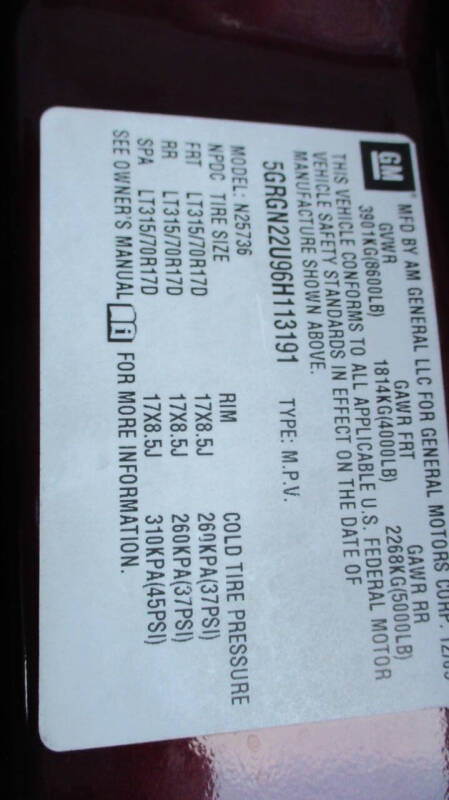 GM
MFD BY AM GENERAL LLC FOR GENERAL MOTORS CORP.
GVWR GAWR FRT GAWR RR
3901KG(8600LB) 1814KG(4000LB) 2268KG(5000LB)
THIS VEHICLE CONFORMS TO ALL APPLICABLE U.S. FEDERAL MOTOR
VEHICLE SAFETY STANDARDS IN EFFECT ON THE DATE OF
MANUFACTURE SHOWN ABOVE.
5GRGN22U96H113191 TYPE: M.P.V.
MODEL: N25736
NPDC TIRE SIZE RIM COLD TIRE PRESSURE
FRT LT315/70R17D 17X8.5J 260KPA(37PSI)
RR LT315/70R17D 17X8.5J 260KPA(37PSI)
SPA LT315/70R17D 17X8.5J 310KPA(45PSI)
SEE OWNER'S MANUAL i FOR MORE INFORMATION.